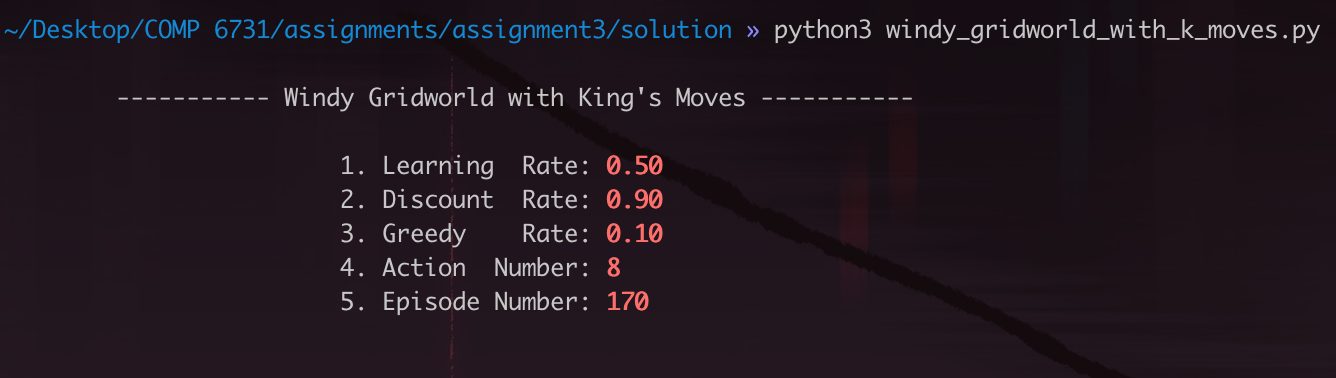 ~/Desktop/COMP 6731/assignments/assignment3/solution » python3 windy_gridworld_with_k_moves.py
----------- Windy Gridworld with King's Moves -----------
1. Learning  Rate: 0.50
2. Discount  Rate: 0.90
3. Greedy    Rate: 0.10
4. Action  Number: 8
5. Episode Number: 170